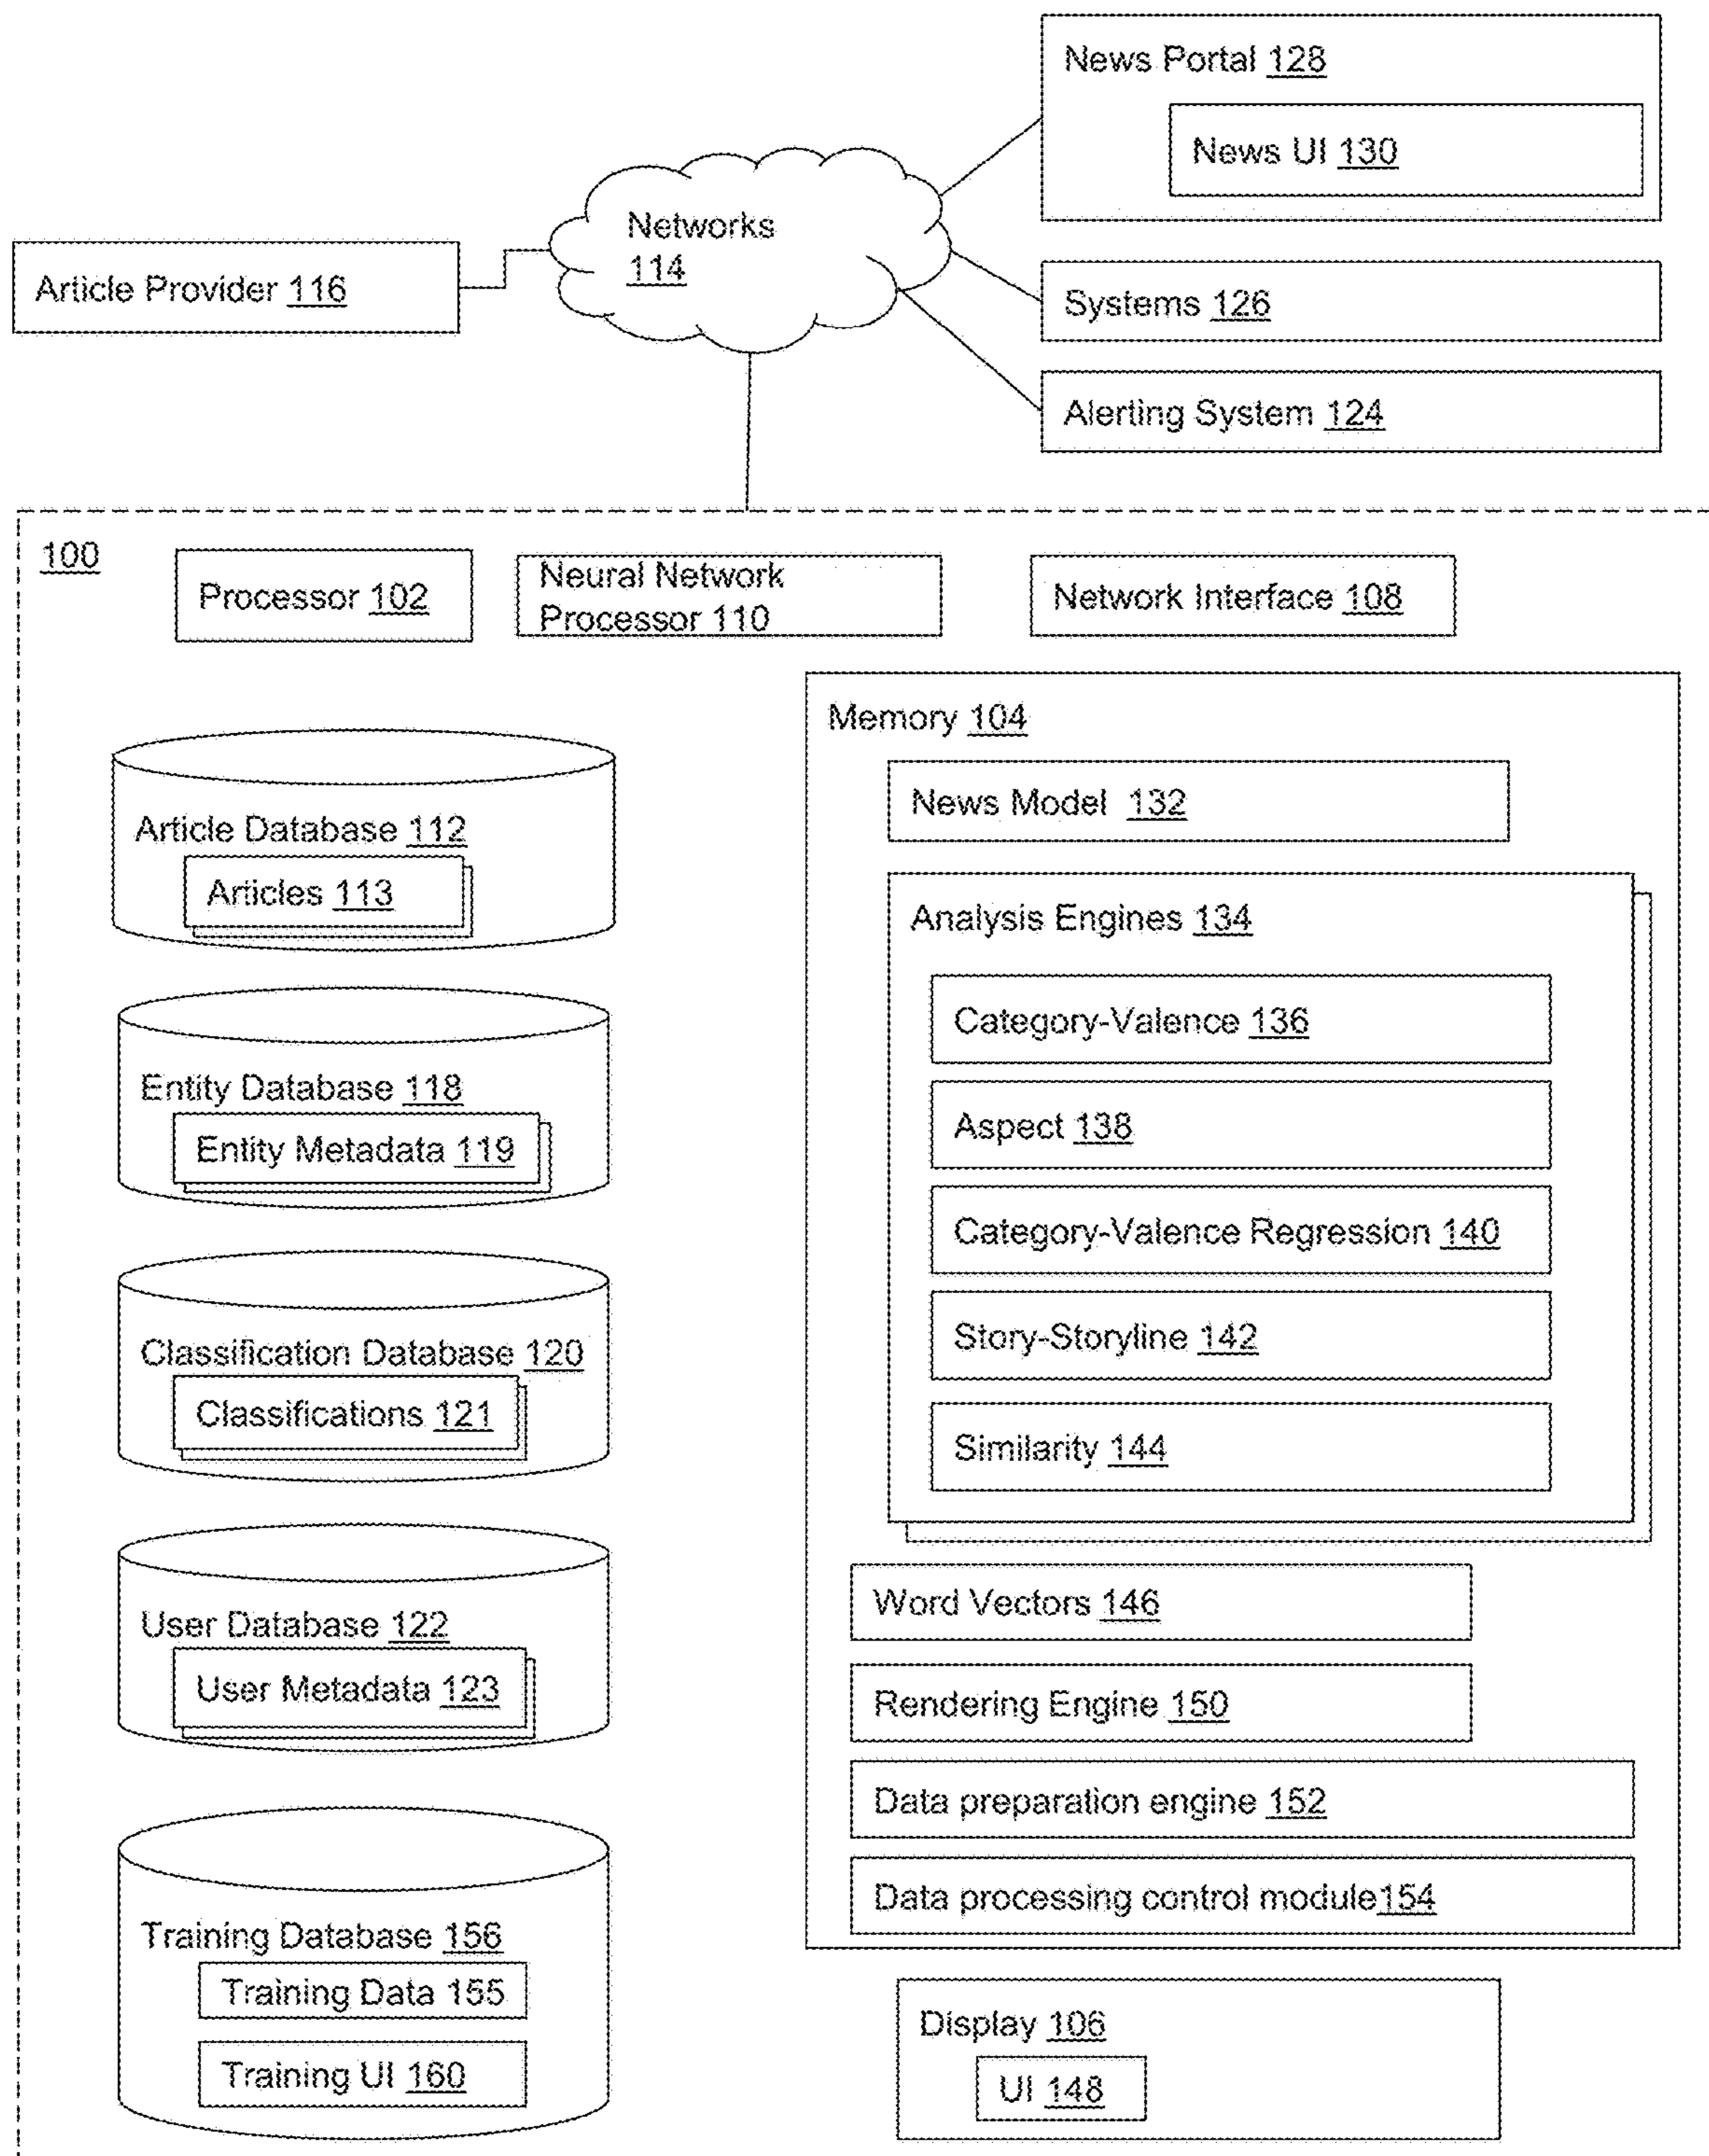 News Portal 128
News UI 130
Networks
114
Article Provider 116
Systems 126
Alerting System 124
100
Processor 102
Neural Network
Processor 110
Network Interface 108
Memory 104
News Model 132
Article Database 112
Articles 113
Analysis Engines 134
Category-Valence 136
Entity Database 118
Entity Metadata 119
Aspect 138
Category-Valence Regression 140
Classification Database 120
Classifications 121
Story-Storyline 142
Similarity 144
User Database 122
User Metadata 123
Word Vectors 146
Rendering Engine 150
Data preparation engine 152
Data processing control module154
Training Database 156
Training Data 155
Training UI 160
Display 106
UI 148